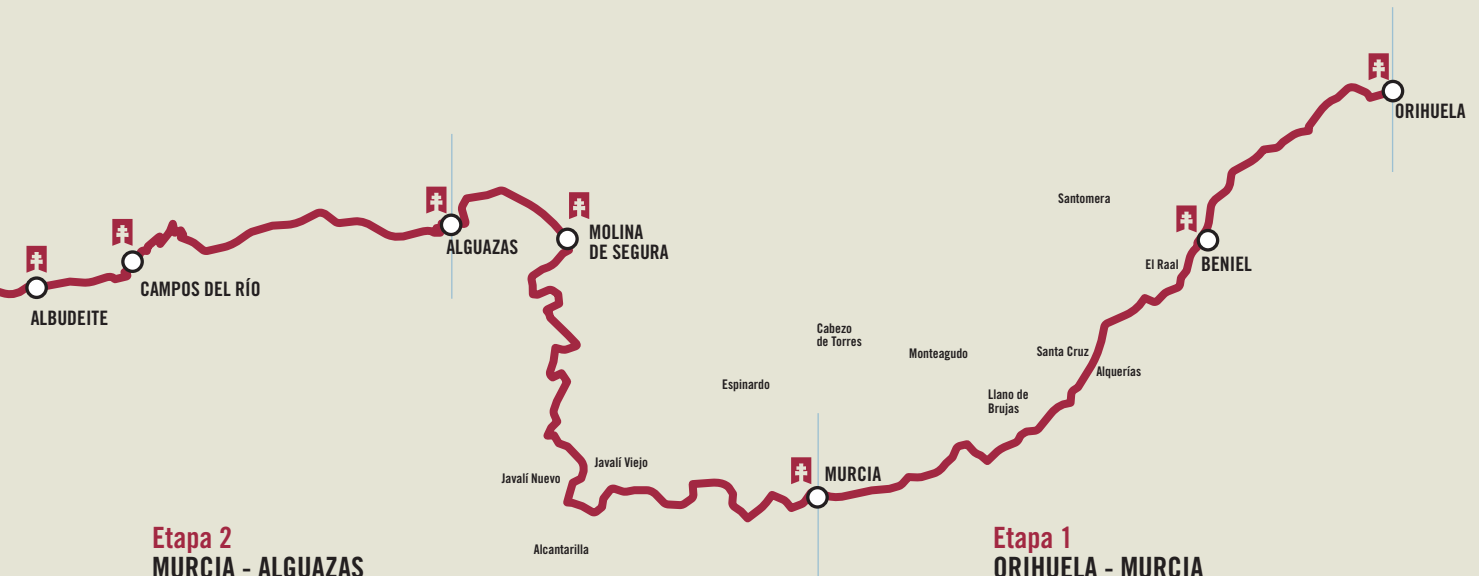 ORIHUELA
Santomera
MOLINA
DE SEGURA
ALGUAZAS
El Raal
BENIEL
CAMPOS DEL RÍO
ALBUDEITE
Cabezo
de Torres
Monteagudo
Santa Cruz
Alquerías
Espinardo
Llano de
Brujas
Javalí Viejo
Javalí Nuevo
MURCIA
Alcantarilla
Etapa 2
MURCIA - ALGUAZAS
Etapa 1
ORIHUELA - MURCIA